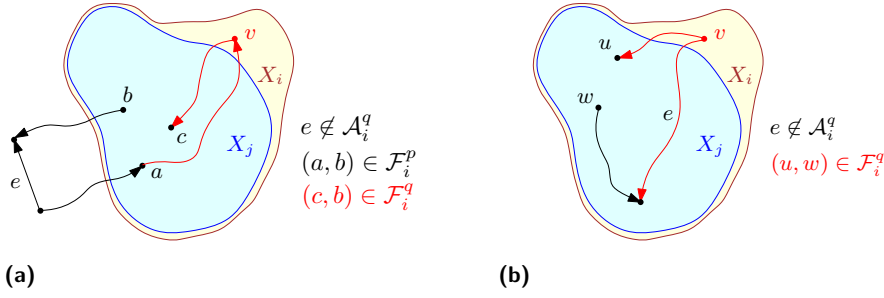 v
X_i
b
c
X_j
a
e
e ∉ 𝒜_i^q
(a, b) ∈ ℱ_i^p
(c, b) ∈ ℱ_i^q
(a)
v
u
X_i
w
e
X_j
e ∉ 𝒜_i^q
(u, w) ∈ ℱ_i^q
(b)